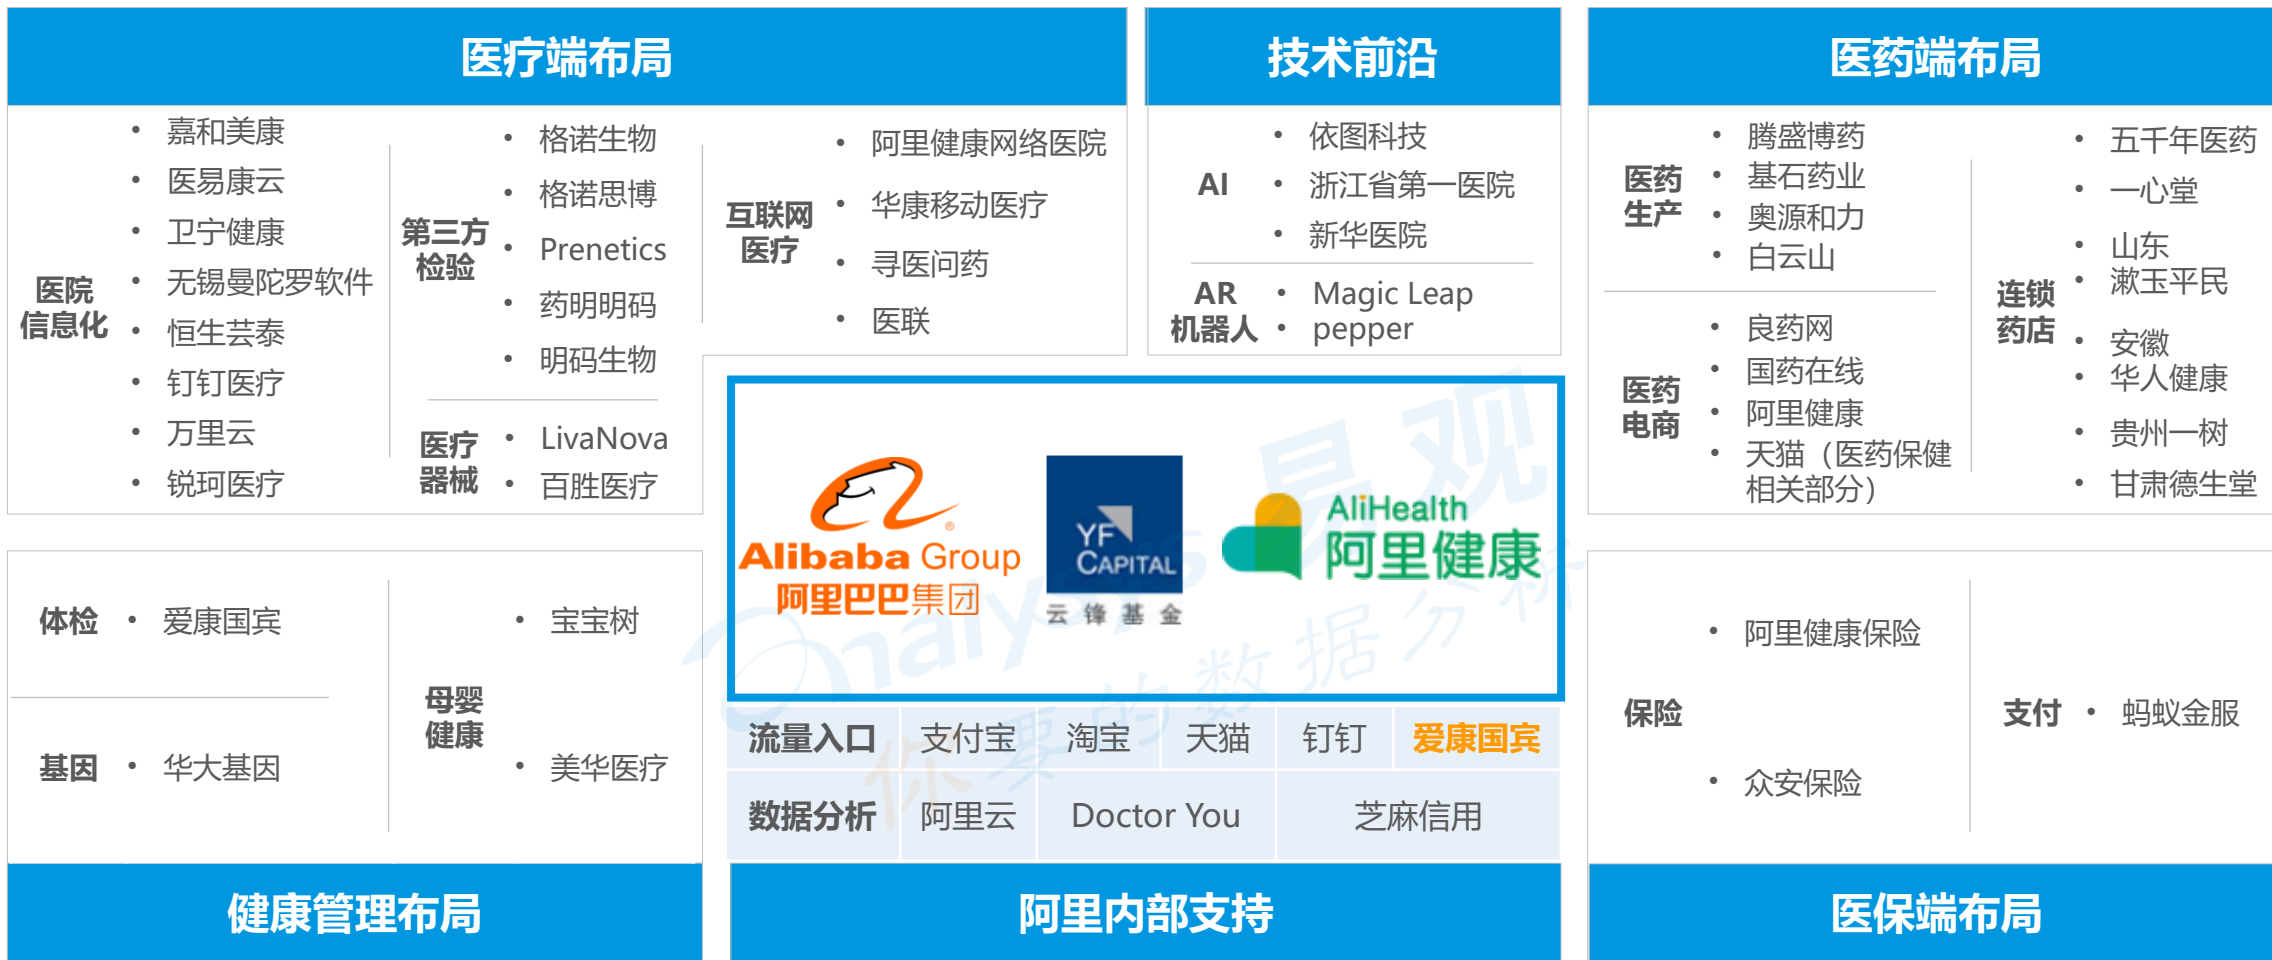 医疗端布局
医院
信息化
嘉和美康
医易康云
卫宁健康
无锡曼陀罗软件
恒生芸泰
钉钉医疗
万里云
锐珂医疗
第三方
检验
格诺生物
格诺思博
Prenetics
药明明码
明码生物
医疗
器械
LivaNova
百胜医疗
互联网
医疗
阿里健康网络医院
华康移动医疗
寻医问药
医联
技术前沿
AI
依图科技
浙江省第一医院
新华医院
AR
机器人
Magic Leap
pepper
医药端布局
医药
生产
腾盛博药
基石药业
奥源和力
白云山
医药
电商
良药网
国药在线
阿里健康
天猫（医药保健
相关部分）
连锁
药店
五千年医药
一心堂
山东
漱玉平民
安徽
华人健康
贵州一树
甘肃德生堂
Alibaba Group
阿里巴巴集团
YF
CAPITAL
云锋基金
AliHealth
阿里健康
Analysys 易观
你要的数据分析
流量入口 支付宝 淘宝 天猫 钉钉 爱康国宾
数据分析 阿里云 Doctor You 芝麻信用
阿里内部支持
体检
爱康国宾
基因
华大基因
母婴
健康
宝宝树
美华医疗
健康管理布局
保险
阿里健康保险
众安保险
支付
蚂蚁金服
医保端布局